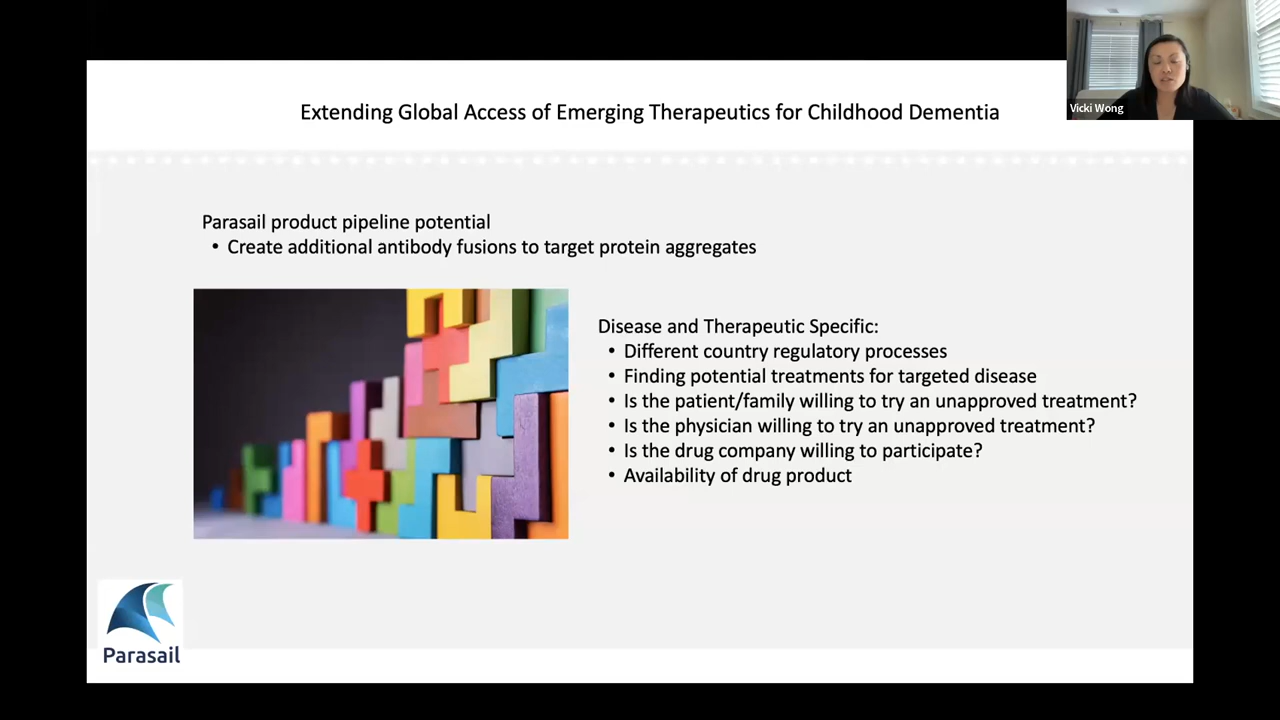 Extending Global Access of Emerging Therapeutics for Childhood Dementia
Vicki Wong
Parasail product pipeline potential
• Create additional antibody fusions to target protein aggregates
Disease and Therapeutic Specific:
• Different country regulatory processes
• Finding potential treatments for targeted disease
• Is the patient/family willing to try an unapproved treatment?
• Is the physician willing to try an unapproved treatment?
• Is the drug company willing to participate?
• Availability of drug product
Parasail